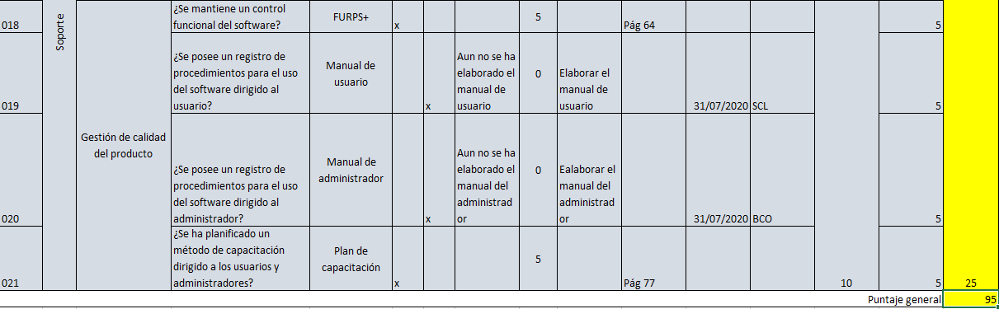 018
Soporte
Gestión de calidad
del producto
¿Se mantiene un control
funcional del software?
FURPS+
x
5
Pág 64
5
019
¿Se posee un registro de
procedimientos para el uso
del software dirigido al
usuario?
Manual de
usuario
x
Aun no se ha
elaborado el
manual de
usuario
0
Elaborar el
manual de
usuario
31/07/2020
SCL
5
020
¿Se posee un registro de
procedimientos para el uso
del software dirigido al
administrador?
Manual de
administrador
x
Aun no se ha
elaborado el
manual del
administrad
or
0
Ealaborar el
manual del
administrad
or
31/07/2020
BCO
5
021
¿Se ha planificado un
método de capacitación
dirigido a los usuarios y
administradores?
Plan de
capacitación
x
5
Pág 77
10
5
25
Puntaje general
95